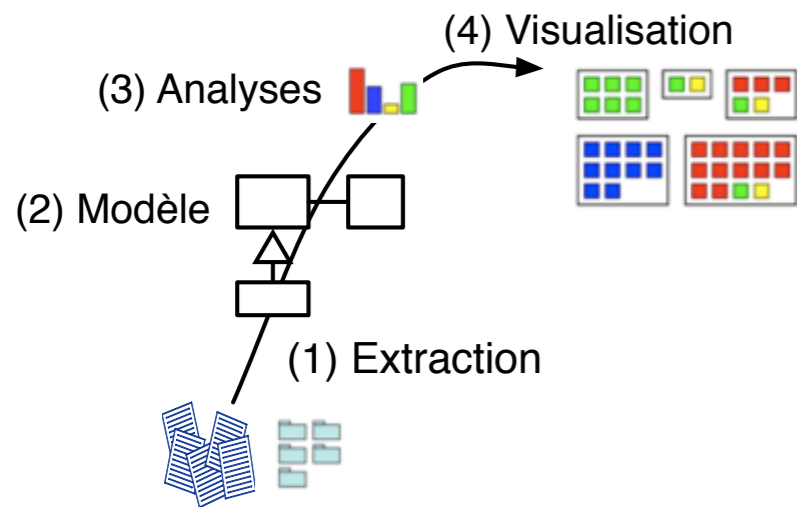 (4) Visualisation
(3) Analyses
(2) Modèle
(1) Extraction